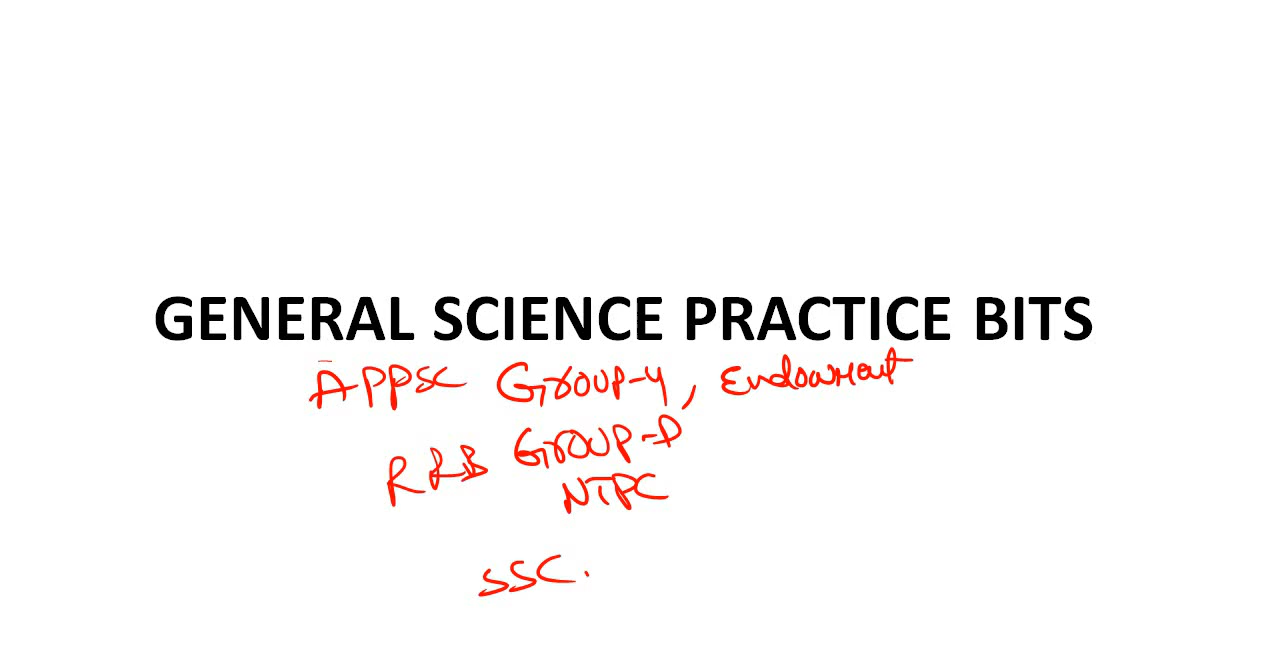 GENERAL SCIENCE PRACTICE BITS
APPSC GROUP-4, Endowment
RRB GROUP-D
NTPC
SSC.